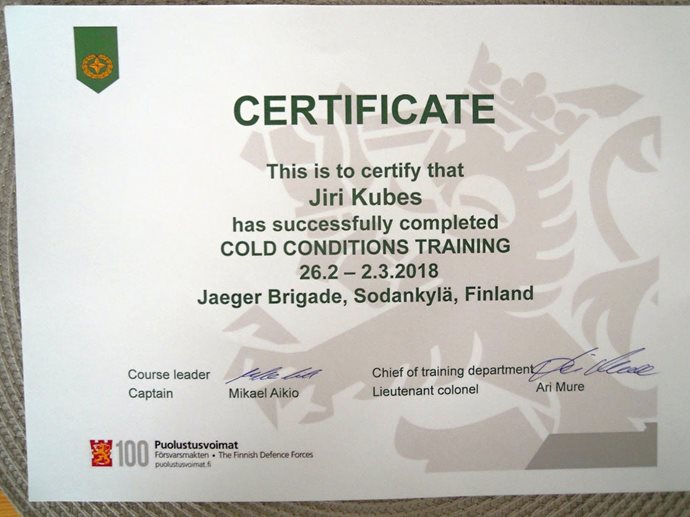 CERTIFICATE
This is to certify that
Jiri Kubes
has successfully completed
COLD CONDITIONS TRAINING
26.2 – 2.3.2018
Jaeger Brigade, Sodankylä, Finland
Course leader
Captain Mikael Aikio
Chief of training department
Lieutenant colonel Ari Mure
100 Puolustusvoimat
Försvarsmakten • The Finnish Defence Forces
puolustusvoimat.fi